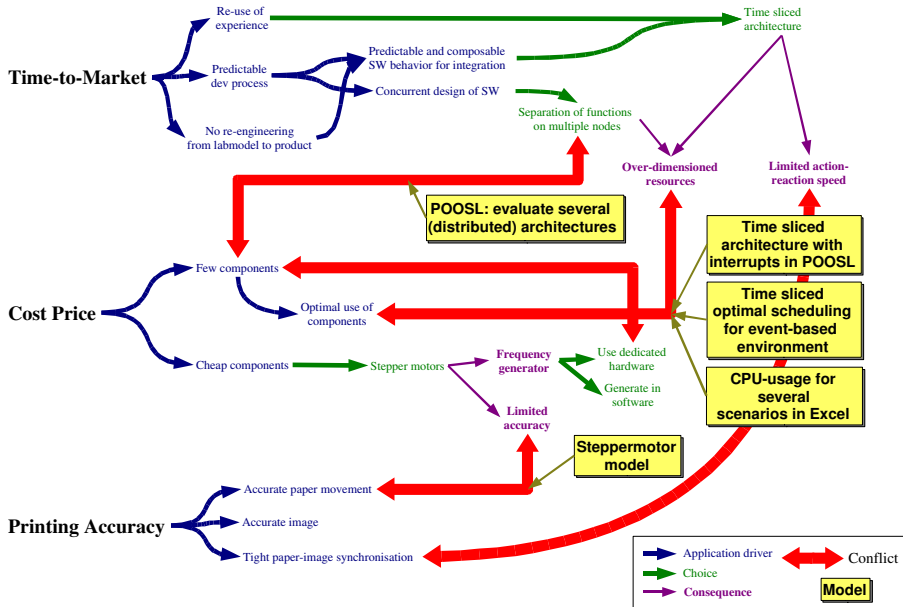 Re-use of
experience
Time sliced
architecture
Time-to-Market
Predictable
dev process
Predictable and composable
SW behavior for integration
Concurrent design of SW
No re-engineering
from labmodel to product
Separation of functions
on multiple nodes
Over-dimensioned
resources
Limited action-
reaction speed
POOSL: evaluate several
(distributed) architectures
Time sliced
architecture with
interrupts in POOSL
Cost Price
Few components
Optimal use of
components
Time sliced
optimal scheduling
for event-based
environment
Cheap components
Stepper motors
Frequency
generator
Use dedicated
hardware
Generate in
software
CPU-usage for
several
scenarios in Excel
Limited
accuracy
Steppermotor
model
Printing Accuracy
Accurate paper movement
Accurate image
Tight paper-image synchronisation
Application driver
Choice
Consequence
Conflict
Model